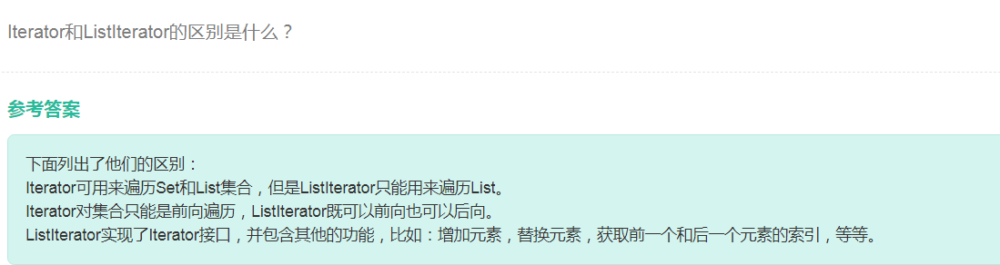 Iterator和ListIterator的区别是什么？
参考答案
下面列出了他们的区别：
Iterator可用来遍历Set和List集合，但是ListIterator只能用来遍历List。
Iterator对集合只能是前向遍历，ListIterator既可以前向也可以后向。
ListIterator实现了Iterator接口，并包含其他的功能，比如：增加元素，替换元素，获取前一个和后一个元素的索引，等等。